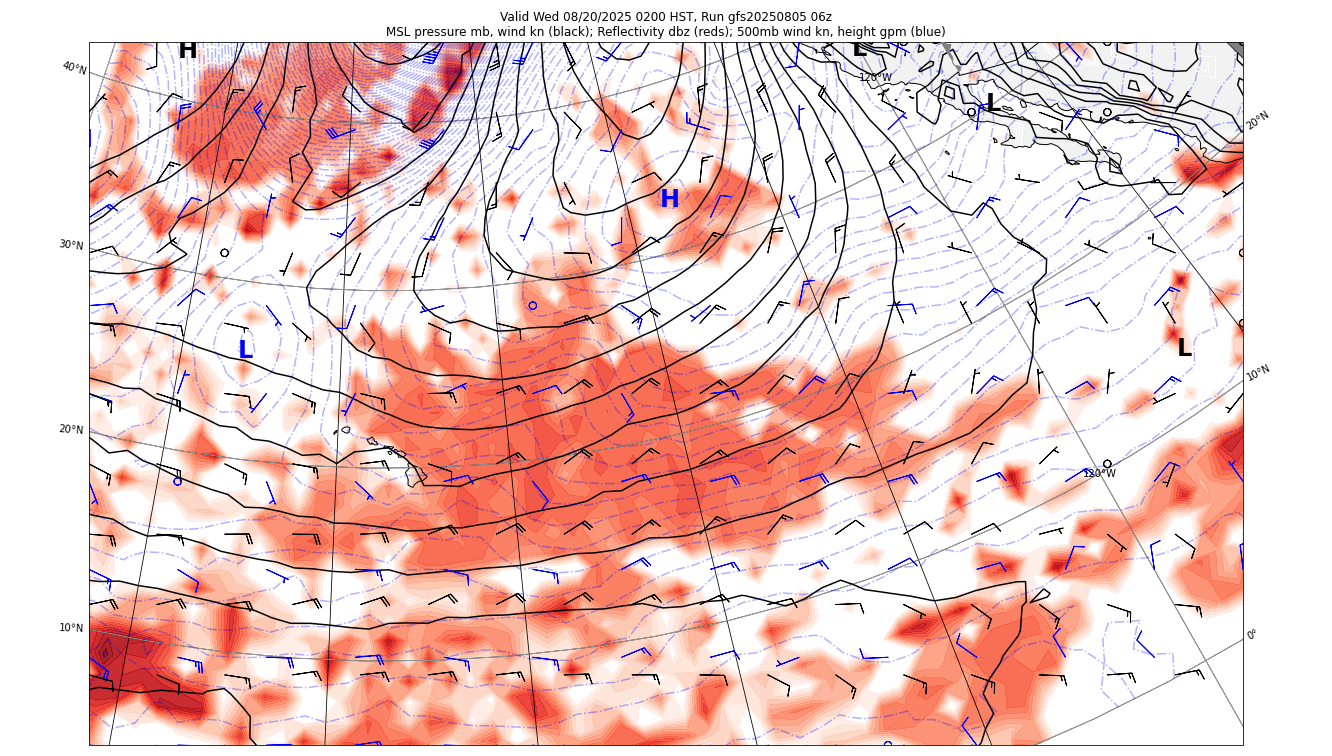 Valid Wed 08/20/2025 0200 HST, Run gfs20250805 06z
MSL pressure mb, wind kn (black); Reflectivity dbz (reds); 500mb wind kn, height gpm (blue)
H
L
40°N
120°W
L
20°N
H
30°N
L
L
10°N
20°N
120°W
10°N
0°